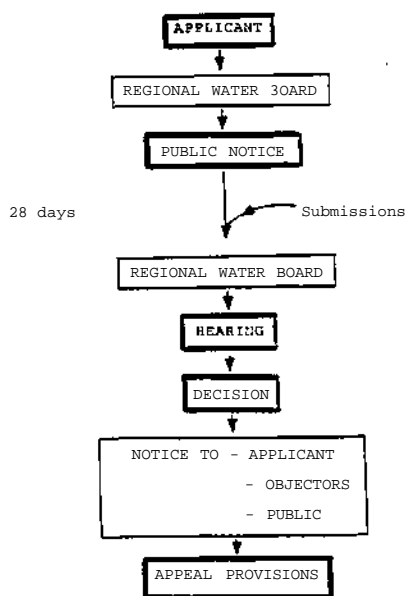 APPLICANT
REGIONAL WATER 3OARD
PUBLIC NOTICE
28 days
Submissions
REGIONAL WATER BOARD
HEARING
DECISION
NOTICE TO - APPLICANT
- OBJECTORS
- PUBLIC
APPEAL PROVISIONS